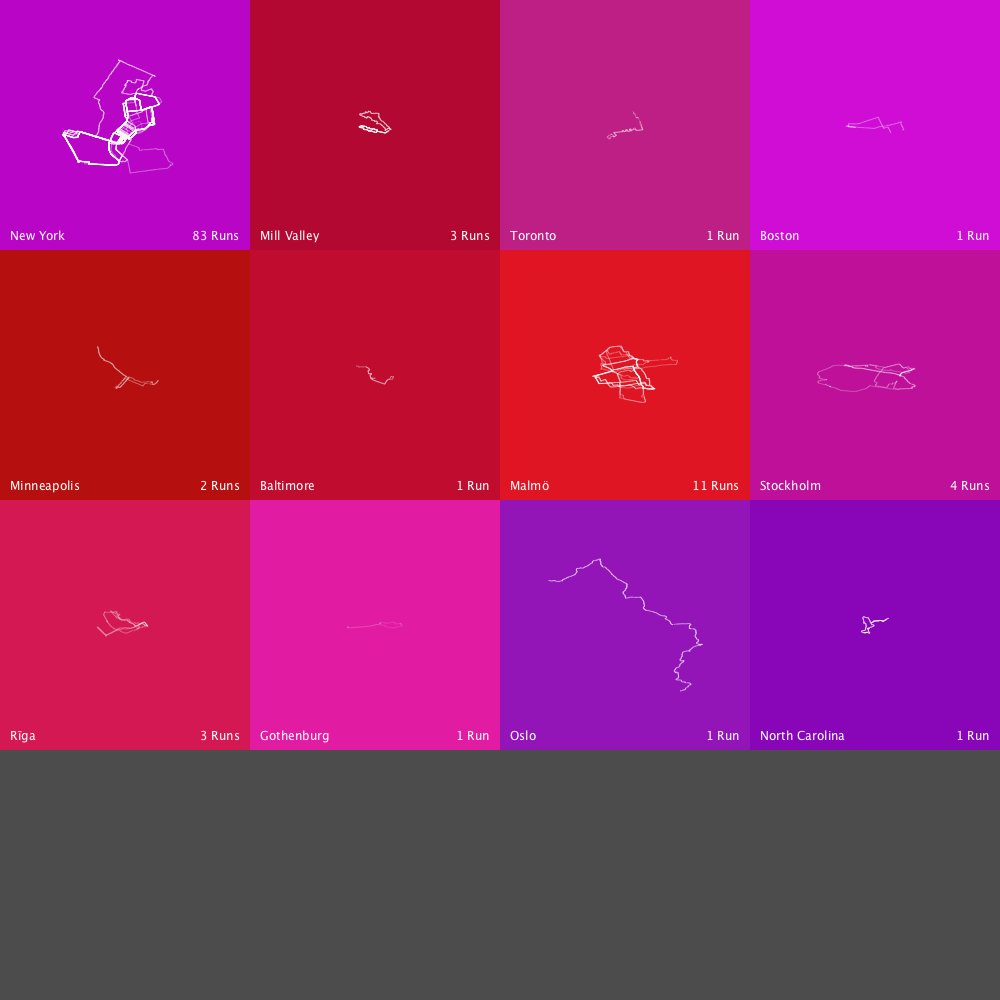 New York 83 Runs
Mill Valley 3 Runs
Toronto 1 Run
Boston 1 Run
Minneapolis 2 Runs
Baltimore 1 Run
Malmö 11 Runs
Stockholm 4 Runs
Rīga 3 Runs
Gothenburg 1 Run
Oslo 1 Run
North Carolina 1 Run